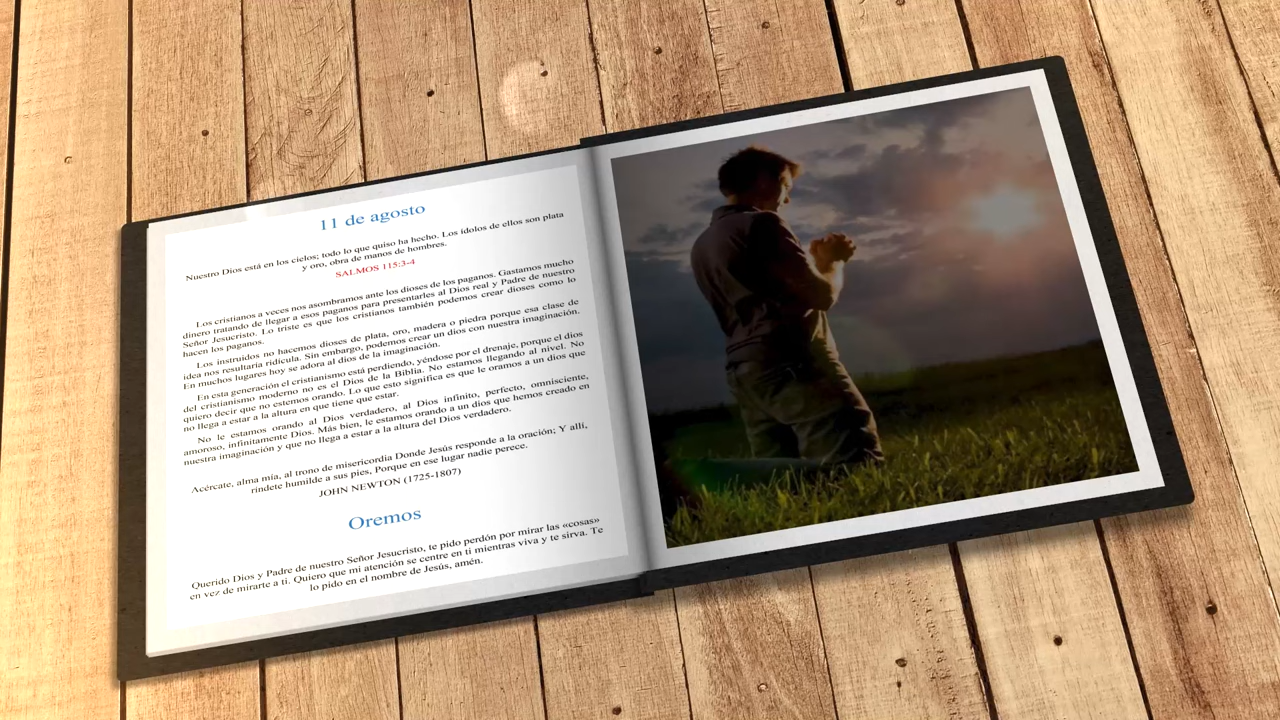 11 de agosto
Nuestro Dios está en los cielos; todo lo que quiso ha hecho. Los ídolos de ellos son plata
y oro, obra de manos de hombres.
SALMOS 115:3-4
Los cristianos a veces nos asombramos ante los dioses de los paganos. Gastamos mucho
dinero tratando de llegar a esos paganos para presentarles al Dios real y Padre de nuestro
Señor Jesucristo. Lo triste es que los cristianos también podemos crear dioses como lo
hacen los paganos.
Los instruidos no hacemos dioses de plata, oro, madera o piedra porque esa clase de
idea nos resultaría ridícula. Sin embargo, podemos crear un dios con nuestra imaginación.
En muchos lugares hoy se adora al dios de la imaginación.
En esta generación el cristianismo está perdiendo, yéndose por el drenaje, porque el dios
del cristianismo moderno no es el Dios de la Biblia. No estamos llegando al nivel. No
quiero decir que no estemos orando. Lo que esto significa es que le oramos a un dios que
no llega a estar a la altura en que tiene que estar.
No le estamos orando al Dios verdadero, al Dios infinito, perfecto, omnisciente,
amoroso, infinitamente Dios. Más bien, le estamos orando a un dios que hemos creado en
nuestra imaginación y que no llega a estar a la altura del Dios verdadero.
Acércate, alma mía, al trono de misericordia Donde Jesús responde a la oración; Y allí,
ríndete humilde a sus pies, Porque en ese lugar nadie perece.
JOHN NEWTON (1725-1807)
Oremos
Querido Dios y Padre de nuestro Señor Jesucristo, te pido perdón por mirar las «cosas»
en vez de mirarte a ti. Quiero que mi atención se centre en ti mientras viva y te sirva. Te
lo pido en el nombre de Jesús, amén.